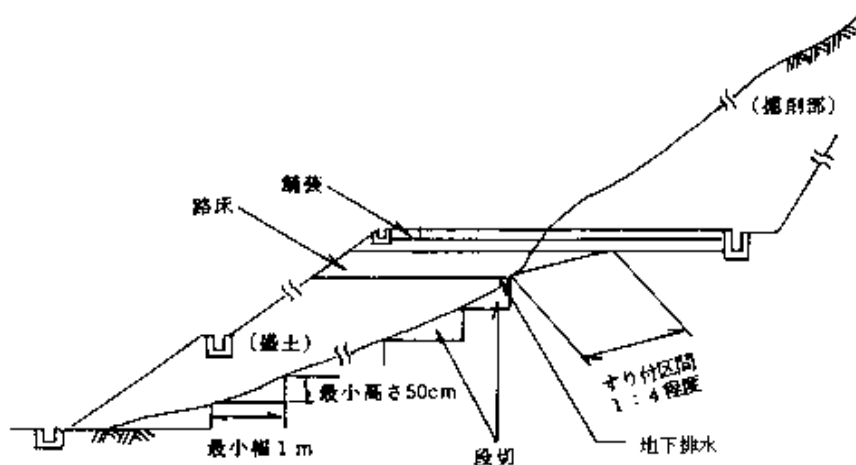 (掘削部)
舗装
路床
(盛土)
すり付区間
1:4程度
最小高さ50cm
最小幅1m
段切
地下排水